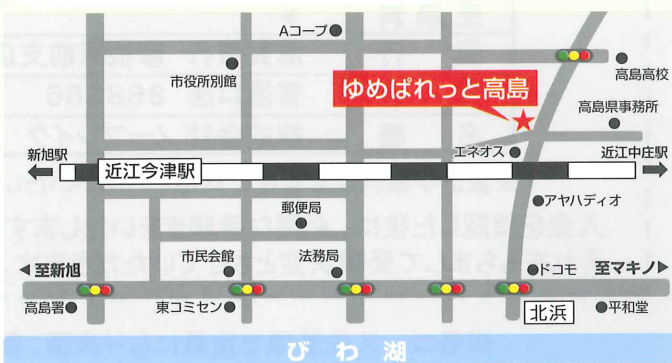 Aコープ
市役所別館
高島高校
ゆめぱれっと高島
高島県事務所
エネオス
新旭駅
近江今津駅
近江中庄駅
アヤハディオ
郵便局
市民会館
法務局
ドコモ
至新旭
至マキノ
高島署
東コミセン
北浜
平和堂
びわ湖